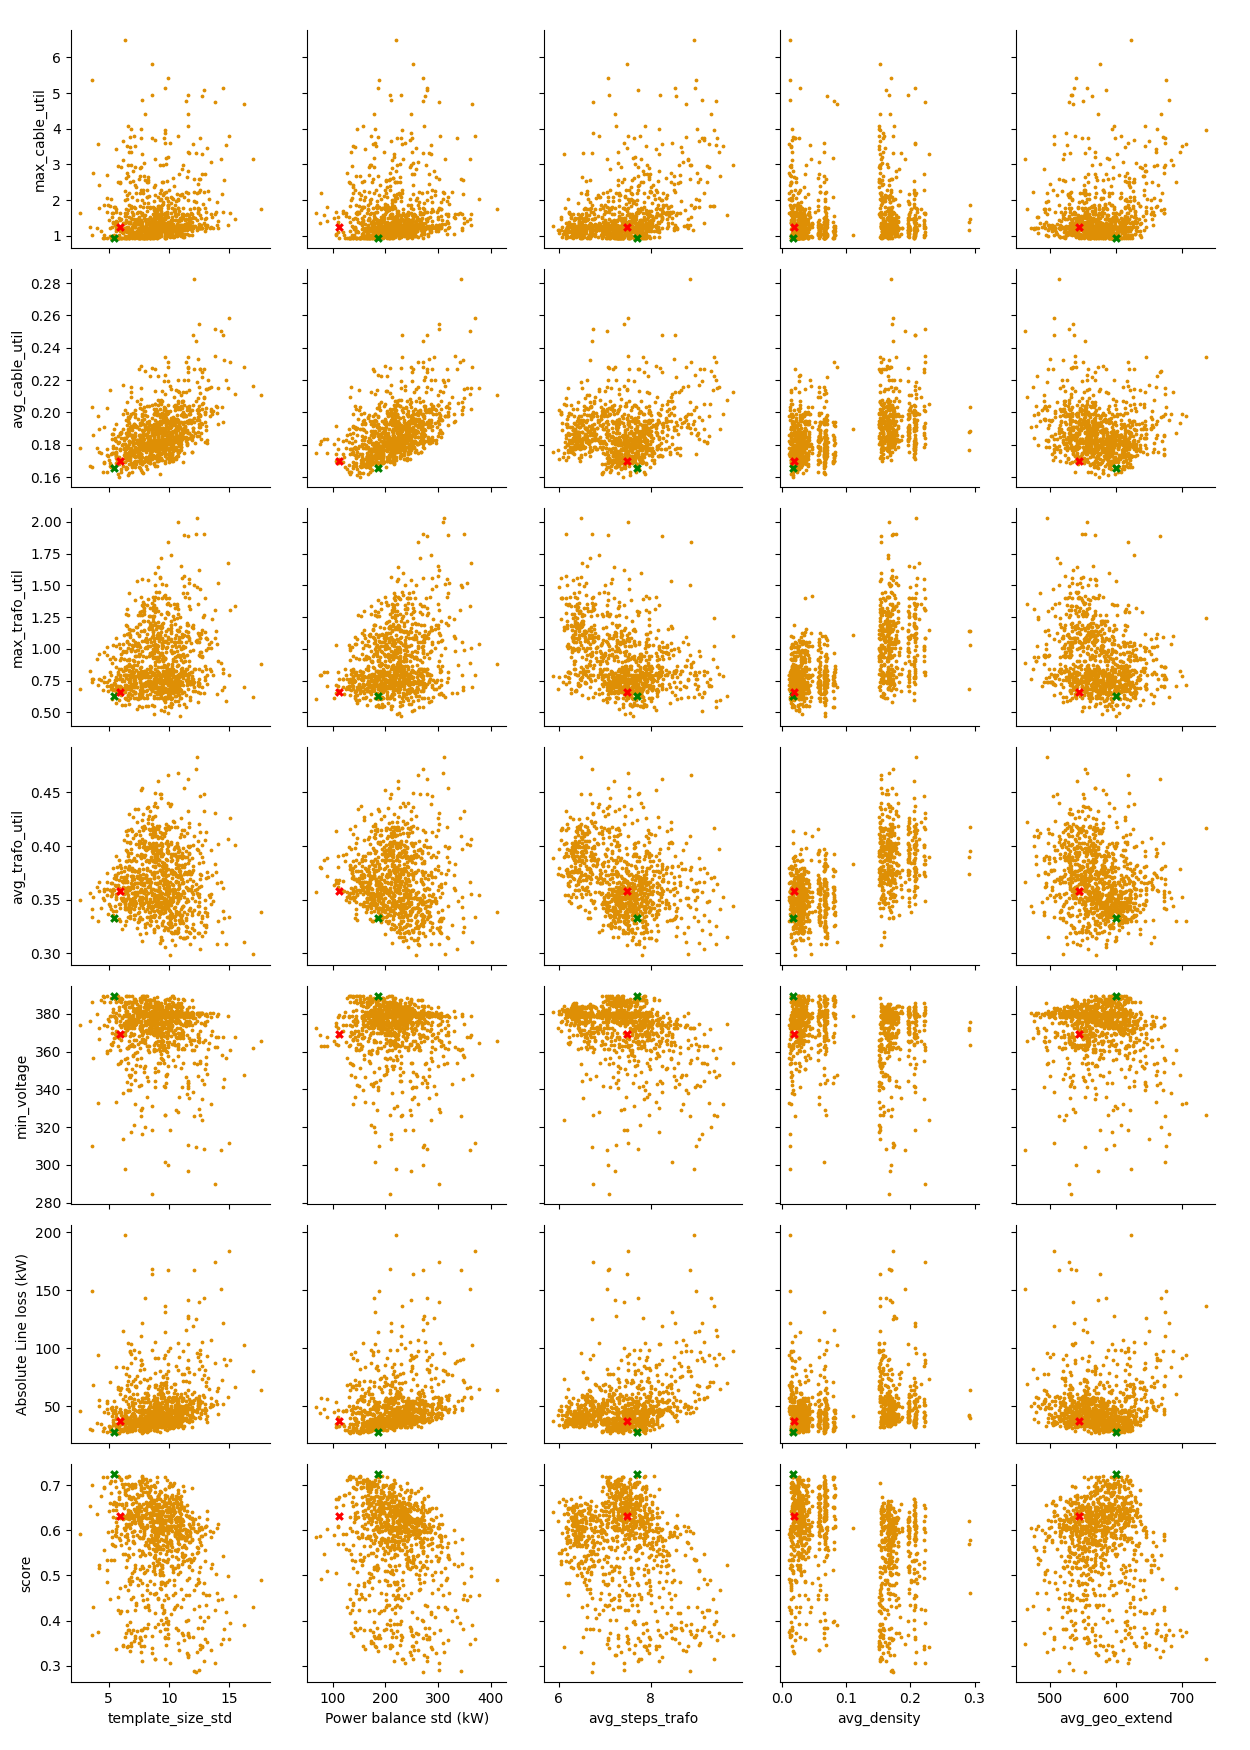 max_cable_util
6
5
4
3
2
1
avg_cable_util
0.28
0.26
0.24
0.22
0.20
0.18
0.16
max_trafo_util
2.00
1.75
1.50
1.25
1.00
0.75
0.50
avg_trafo_util
0.45
0.40
0.35
0.30
min_voltage
380
360
340
320
300
280
Absolute Line loss (kW)
200
150
100
50
score
0.7
0.6
0.5
0.4
0.3
5 10 15
100 200 300 400
6 8
0.0 0.1 0.2 0.3
500 600 700
template_size_std
Power balance std (kW)
avg_steps_trafo
avg_density
avg_geo_extend